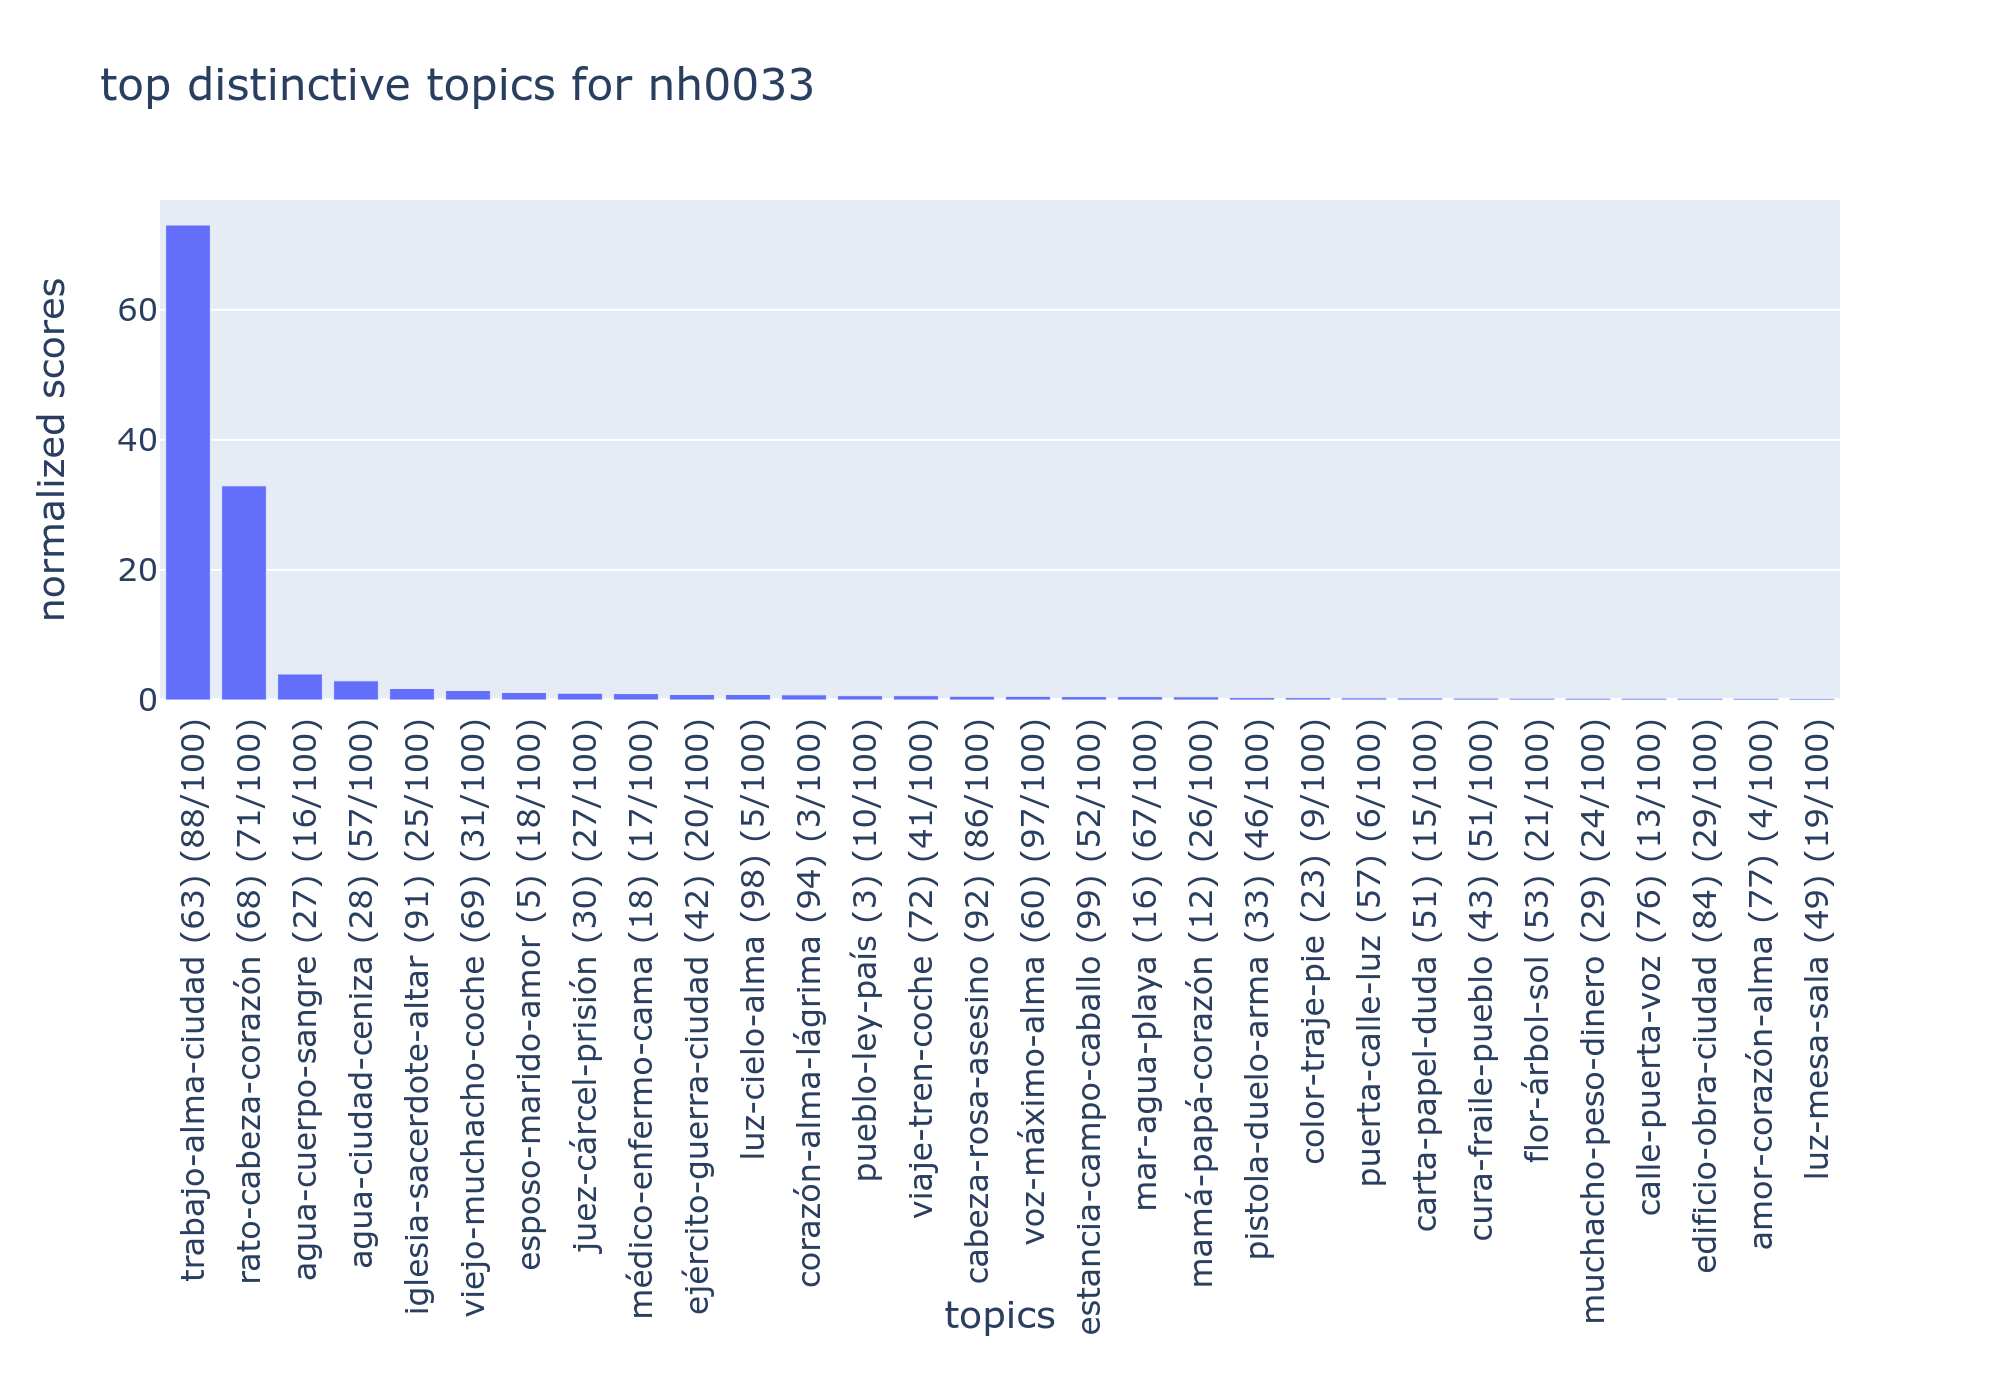 top distinctive topics for nh0033
normalized scores
60
40
20
0
trabajo-alma-ciudad (63) (88/100)
rato-cabeza-corazón (68) (71/100)
agua-cuerpo-sangre (27) (16/100)
agua-ciudad-ceniza (28) (57/100)
iglesia-sacerdote-altar (91) (25/100)
viejo-muchacho-coche (69) (31/100)
esposo-marido-amor (5) (18/100)
juez-cárcel-prisión (30) (27/100)
médico-enfermo-cama (18) (17/100)
ejército-guerra-ciudad (42) (20/100)
luz-cielo-alma (98) (5/100)
corazón-alma-lágrima (94) (3/100)
pueblo-ley-país (3) (10/100)
viaje-tren-coche (72) (41/100)
cabeza-rosa-asesino (92) (86/100)
voz-máximo-alma (60) (97/100)
estancia-campo-caballo (99) (52/100)
mar-agua-playa (16) (67/100)
mamá-papá-corazón (12) (26/100)
pistola-duelo-arma (33) (46/100)
color-traje-pie (23) (9/100)
puerta-calle-luz (57) (6/100)
carta-papel-duda (51) (15/100)
cura-fraile-pueblo (43) (51/100)
flor-árbol-sol (53) (21/100)
muchacho-peso-dinero (29) (24/100)
calle-puerta-voz (76) (13/100)
edificio-obra-ciudad (84) (29/100)
amor-corazón-alma (77) (4/100)
luz-mesa-sala (49) (19/100)
topics